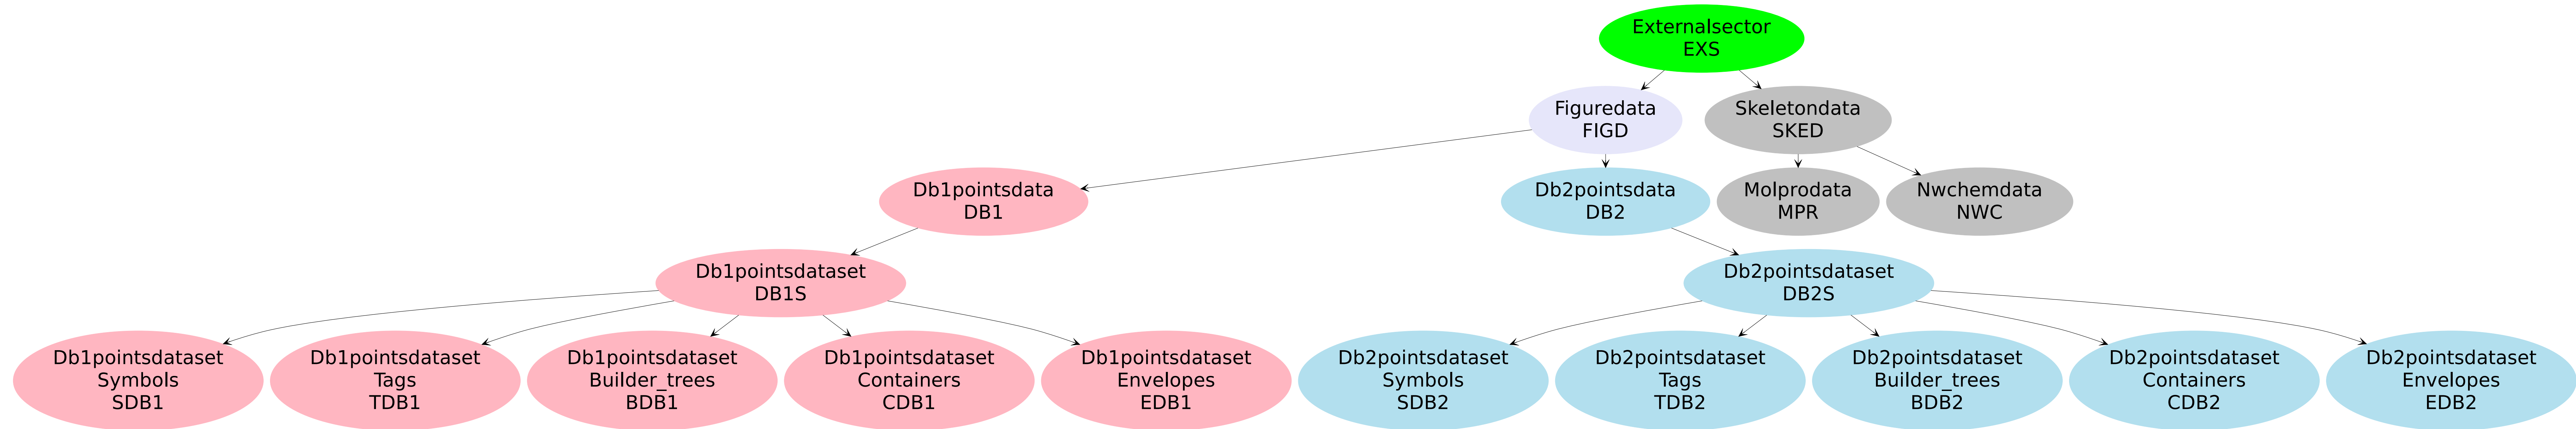 Externalsector
EXS
Figuredata
FIGD
Skeletondata
SKED
Db1pointsdata
DB1
Db2pointsdata
DB2
Molprodata
MPR
Nwchemdata
NWC
Db1pointsdataset
DB1S
Db2pointsdataset
DB2S
Db1pointsdataset
Symbols
SDB1
Db1pointsdataset
Tags
TDB1
Db1pointsdataset
Builder_trees
BDB1
Db1pointsdataset
Containers
CDB1
Db1pointsdataset
Envelopes
EDB1
Db2pointsdataset
Symbols
SDB2
Db2pointsdataset
Tags
TDB2
Db2pointsdataset
Builder_trees
BDB2
Db2pointsdataset
Containers
CDB2
Db2pointsdataset
Envelopes
EDB2